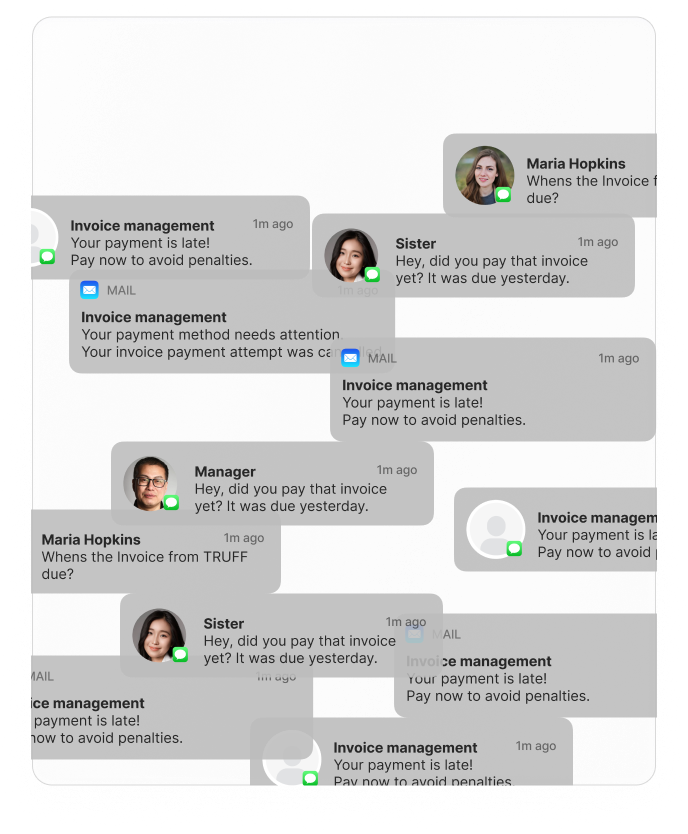 Maria Hopkins
Whens the Invoice f
due?
Invoice management 1m ago
Your payment is late!
Pay now to avoid penalties.
Sister 1m ago
Hey, did you pay that invoice
yet? It was due yesterday.
MAIL 1m ago
Invoice management
Your payment method needs attention
Your invoice payment attempt was canceled
MAIL 1m ago
Invoice management
Your payment is late!
Pay now to avoid penalties.
Manager 1m ago
Hey, did you pay that invoice
yet? It was due yesterday.
Invoice managem
Your payment is la
Pay now to avoid
Maria Hopkins 1m ago
Whens the Invoice from TRUFF
due?
Sister 1m ago
Hey, did you pay that invoice
yet? It was due yesterday.
MAIL
Invoice management
Your payment is late!
Pay now to avoid penalties.
MAIL 1m ago
ice management
payment is late!
now to avoid penalties.
Invoice management 1m ago
Your payment is late!
Pay now to avoid penalties